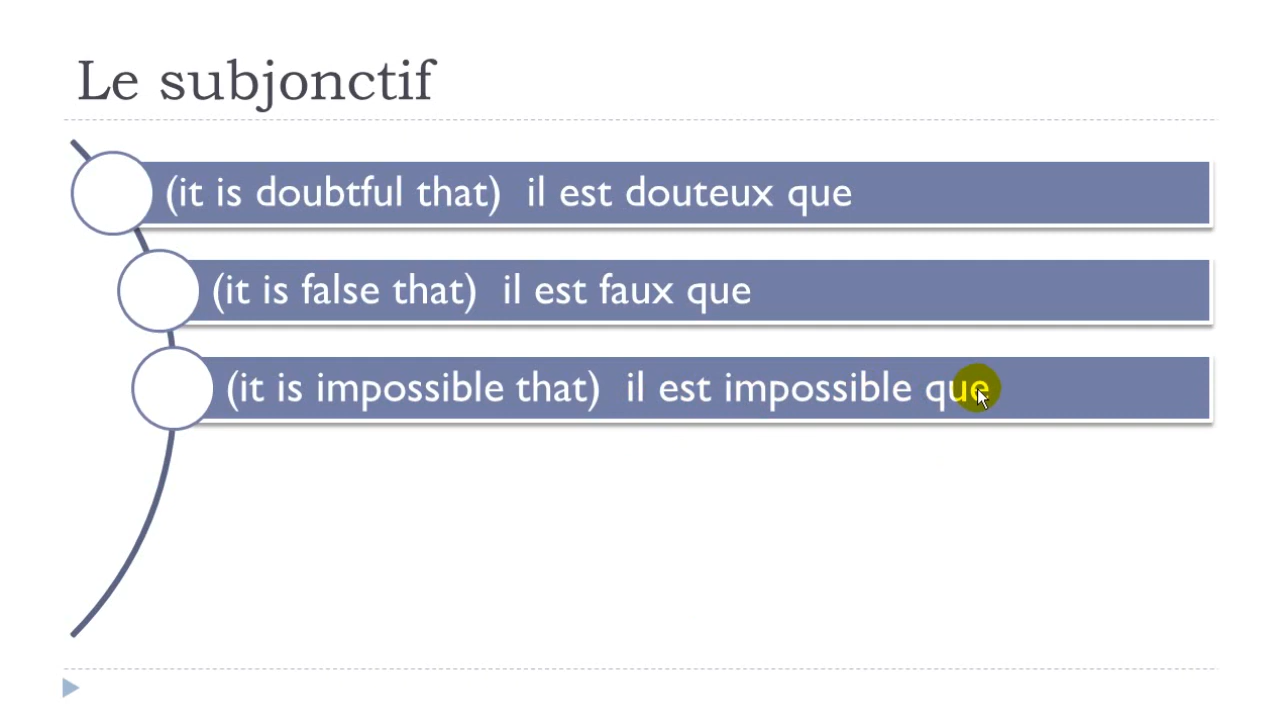 Le subjonctif
(it is doubtful that) il est douteux que
(it is false that) il est faux que
(it is impossible that) il est impossible que